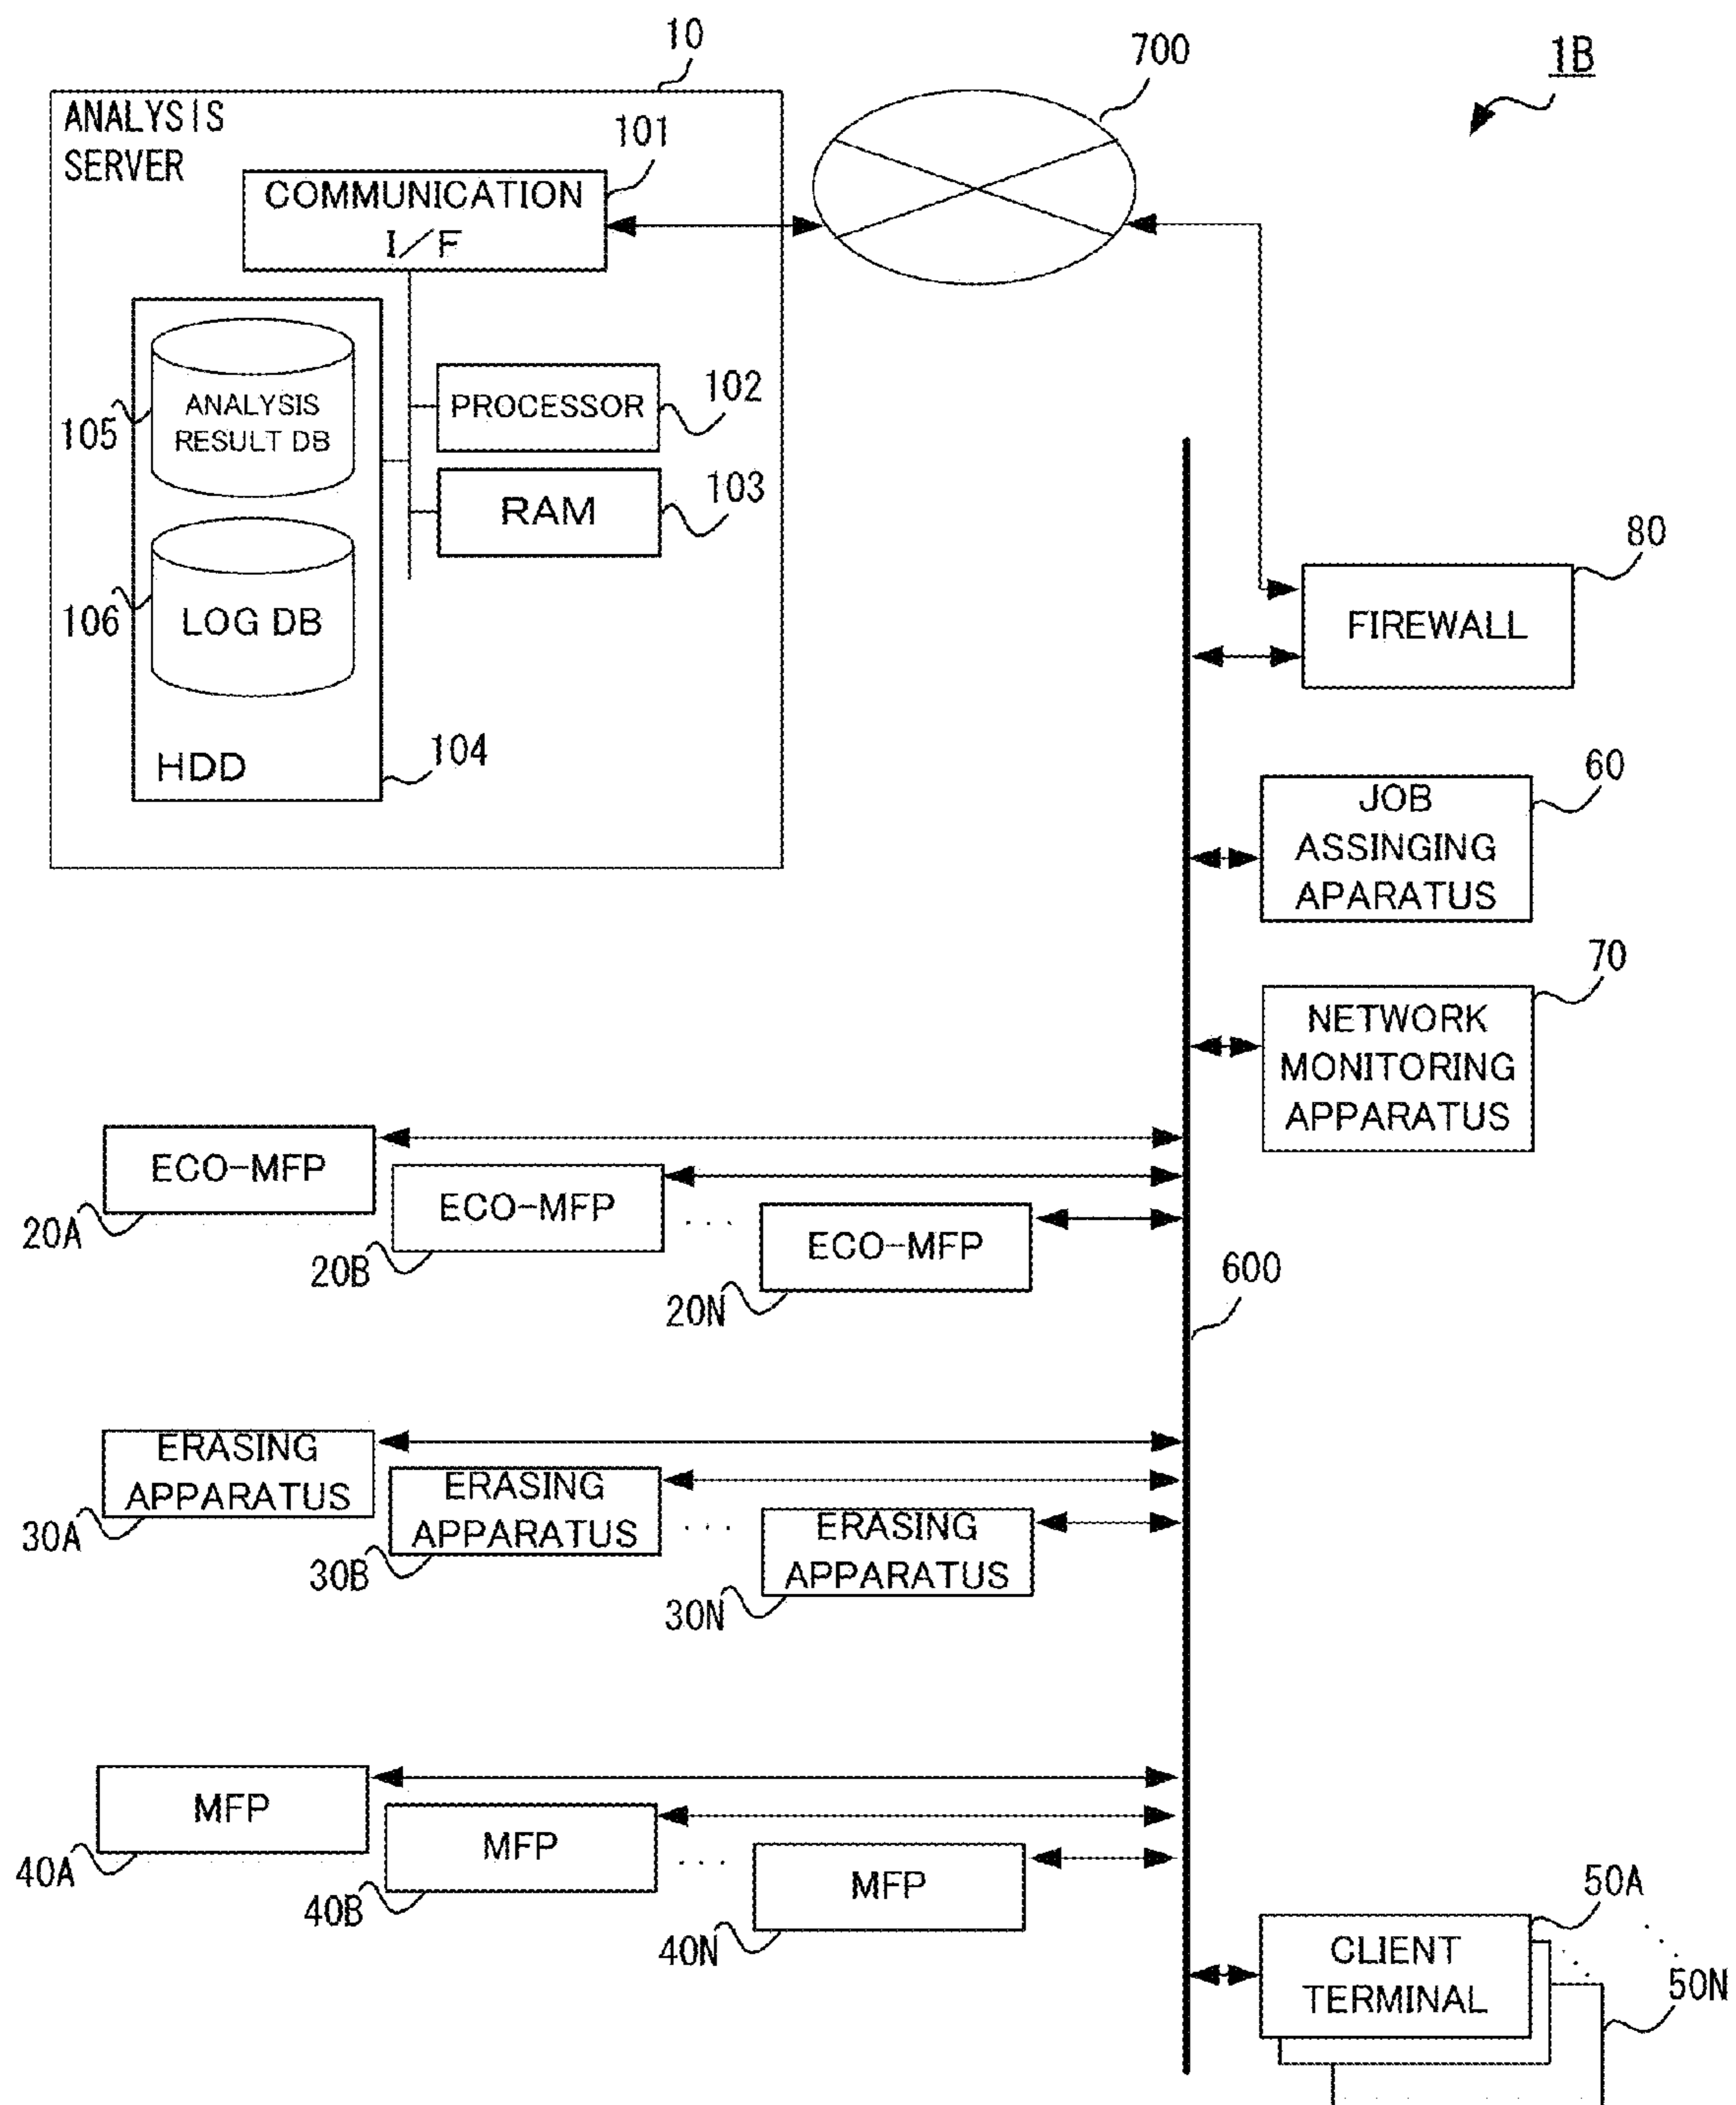 10
700
1B
ANALYSIS
SERVER
101
COMMUNICATION
I/F
105
ANALYSIS
RESULT DB
PROCESSOR
102
RAM
103
106
LOG DB
HDD
104
80
FIREWALL
60
JOB
ASSINGING
APARATUS
70
NETWORK
MONITORING
APPARATUS
ECO-MFP
20A
ECO-MFP
20B
...
ECO-MFP
20N
600
ERASING
APPARATUS
30A
ERASING
APPARATUS
30B
...
ERASING
APPARATUS
30N
MFP
40A
MFP
40B
...
MFP
40N
50A
CLIENT
TERMINAL
50N